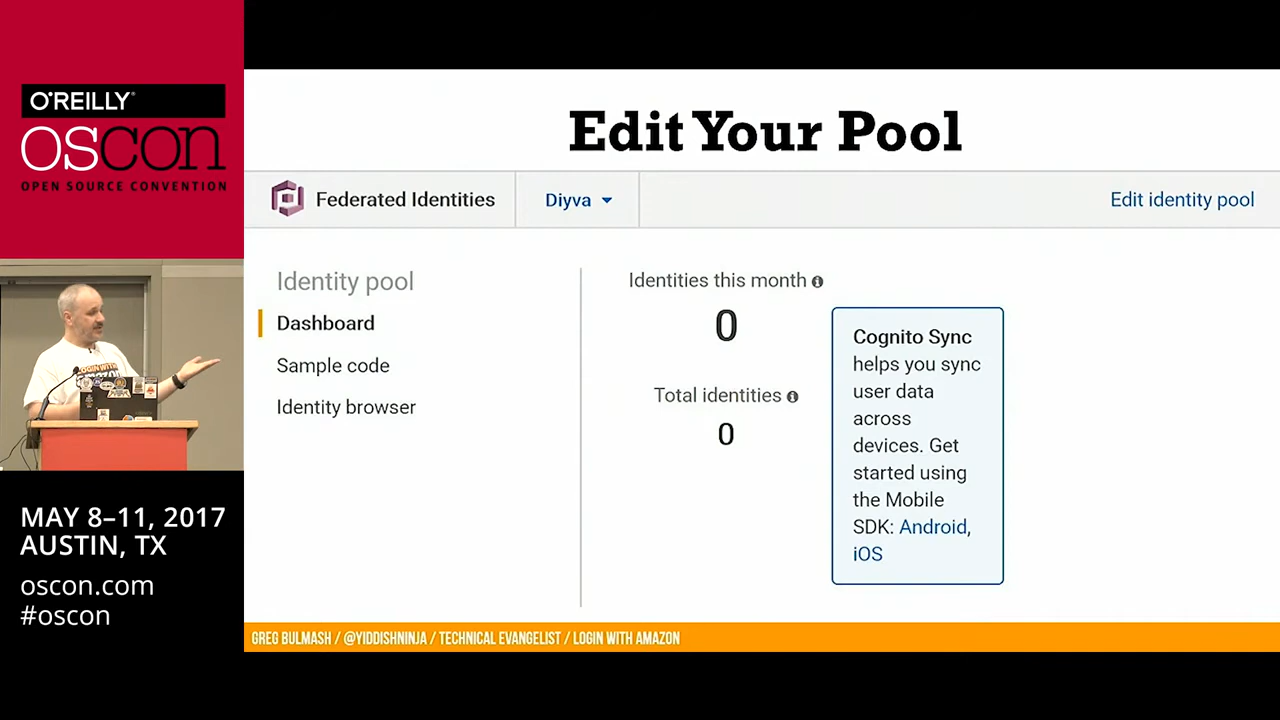 O'REILLY®
OSCON
OPEN SOURCE CONVENTION
LOGIN WITH
amazon
MAY 8–11, 2017
AUSTIN, TX
oscon.com
#oscon
Edit Your Pool
Federated Identities
Diyva
Edit identity pool
Identity pool
Dashboard
Sample code
Identity browser
Identities this month
0
Total identities
0
Cognito Sync
helps you sync
user data
across
devices. Get
started using
the Mobile
SDK: Android,
iOS
GREG BULMASH / @YIDDISHNINJA / TECHNICAL EVANGELIST / LOGIN WITH AMAZON